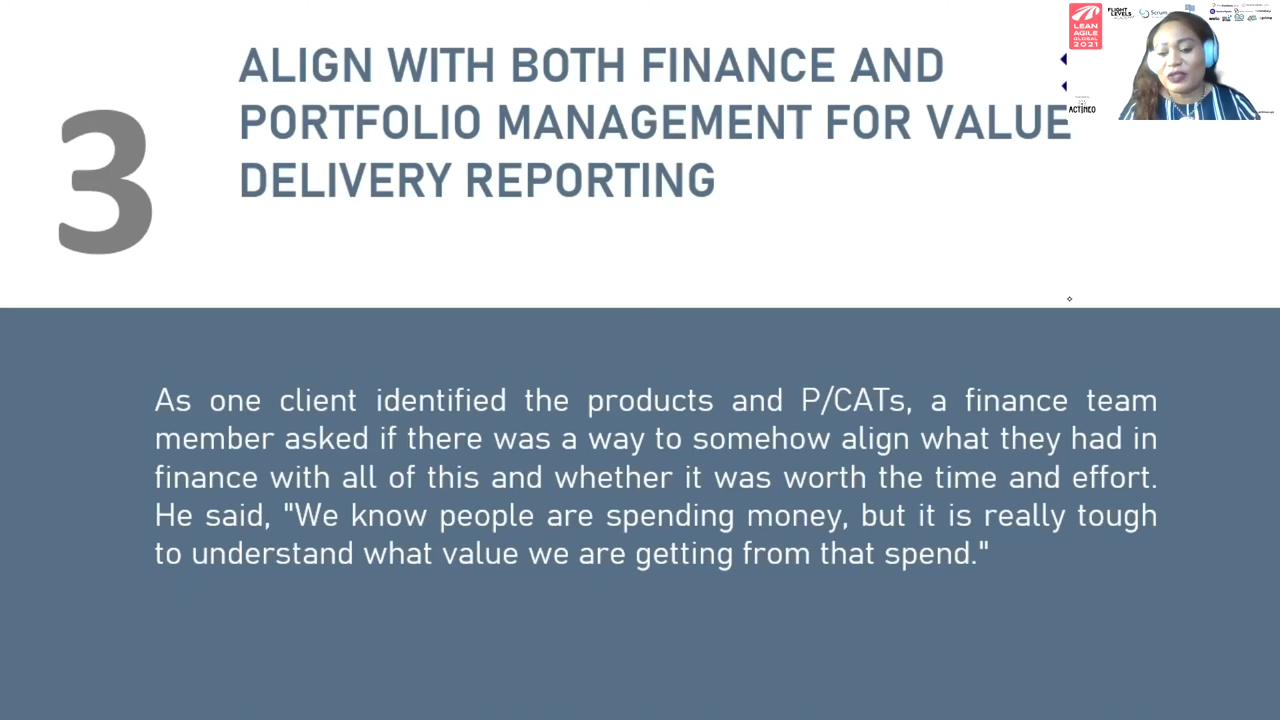 3
ALIGN WITH BOTH FINANCE AND
PORTFOLIO MANAGEMENT FOR VALUE
DELIVERY REPORTING
As one client identified the products and P/CATs, a finance team
member asked if there was a way to somehow align what they had in
finance with all of this and whether it was worth the time and effort.
He said, "We know people are spending money, but it is really tough
to understand what value we are getting from that spend."
LEAN
AGILE
GLOBAL
2021
FLIGHT
LEVELS
ACADEMY
Scrum
ACTINEO